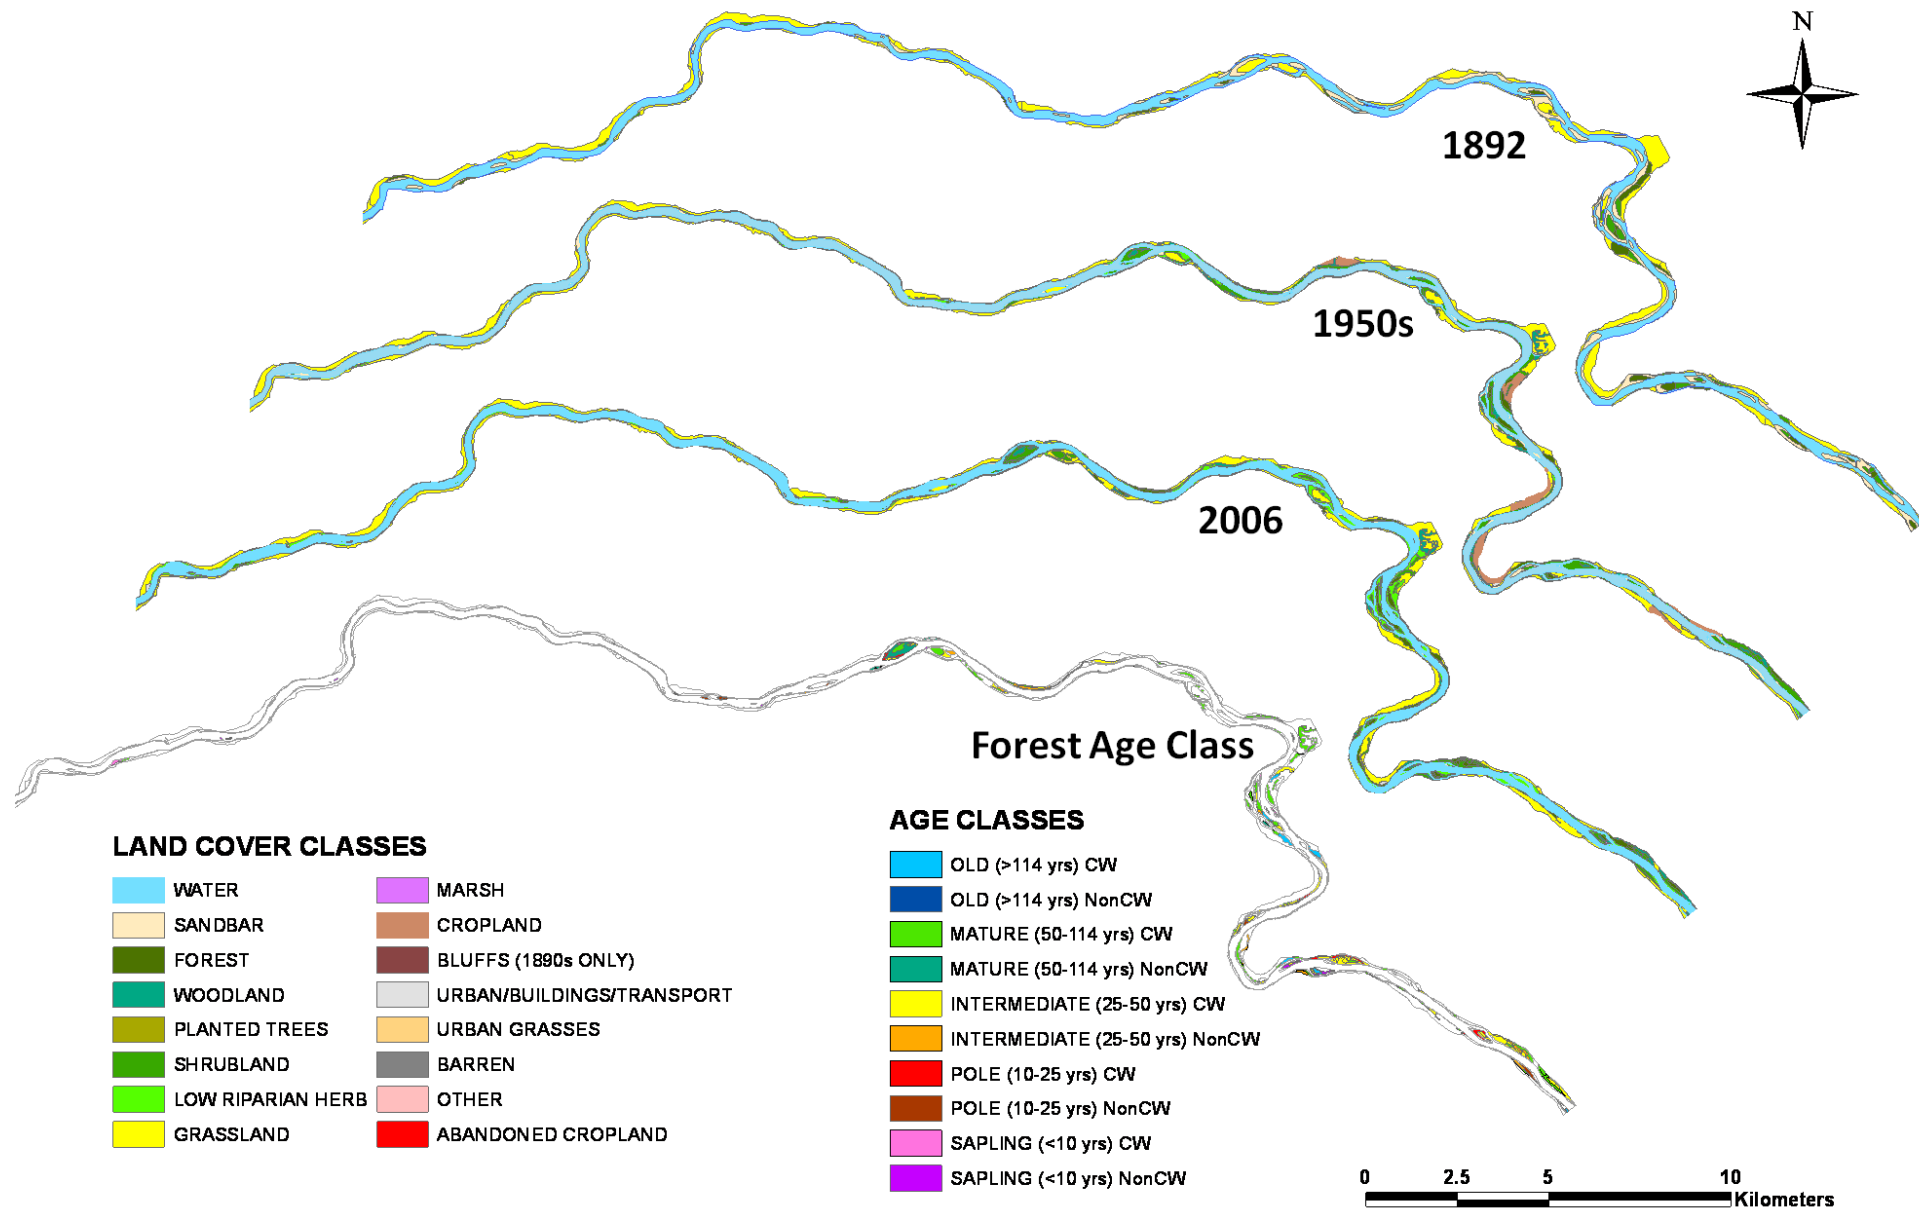 N
1892
1950s
2006
Forest Age Class
LAND COVER CLASSES
WATER
SANDBAR
FOREST
WOODLAND
PLANTED TREES
SHRUBLAND
LOW RIPARIAN HERB
GRASSLAND
MARSH
CROPLAND
BLUFFS (1890s ONLY)
URBAN/BUILDINGS/TRANSPORT
URBAN GRASSES
BARREN
OTHER
ABANDONED CROPLAND
AGE CLASSES
OLD (>114 yrs) CW
OLD (>114 yrs) NonCW
MATURE (50-114 yrs) CW
MATURE (50-114 yrs) NonCW
INTERMEDIATE (25-50 yrs) CW
INTERMEDIATE (25-50 yrs) NonCW
POLE (10-25 yrs) CW
POLE (10-25 yrs) NonCW
SAPLING (<10 yrs) CW
SAPLING (<10 yrs) NonCW
0 2.5 5 10
Kilometers